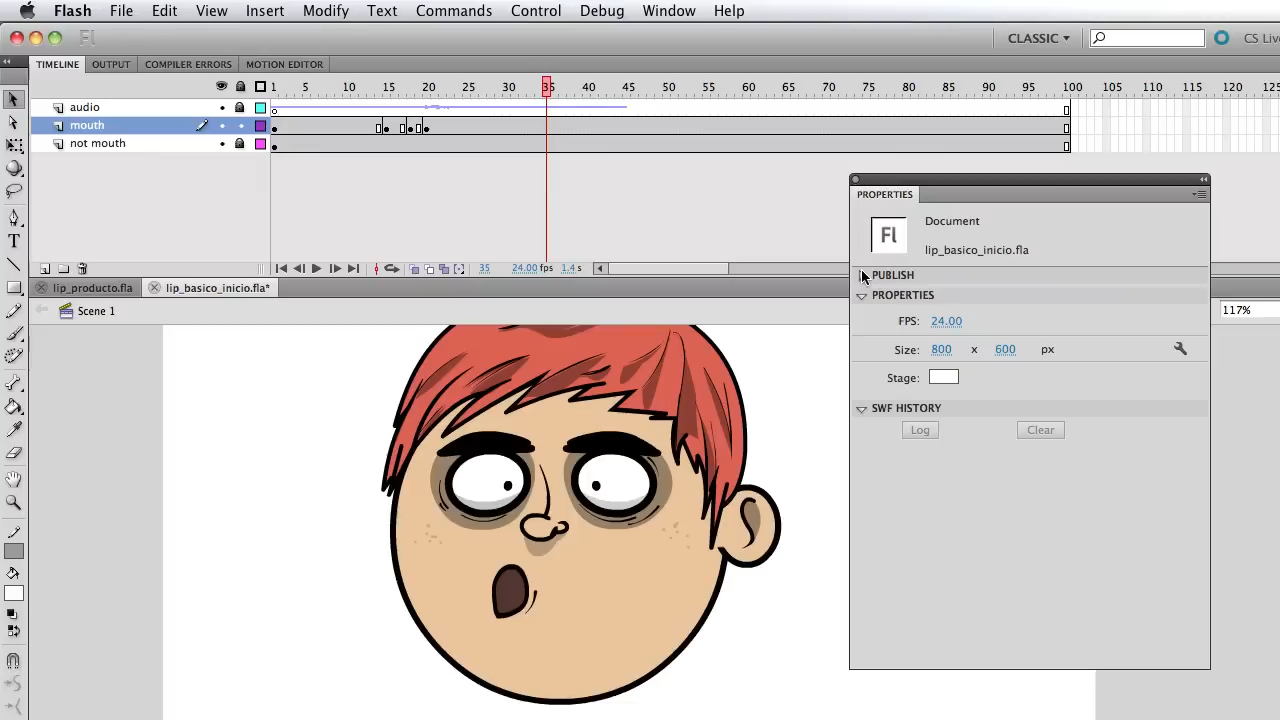 Flash File Edit View Insert Modify Text Commands Control Debug Window Help
Fl CLASSIC CS Live
TIMELINE OUTPUT COMPILER ERRORS MOTION EDITOR
1 5 10 15 20 25 30 35 40 45 50 55 60 65 70 75 80 85 90 95 100 105 110 115 120 125
audio
mouth
not mouth
PROPERTIES
Fl
Document
lip_basico_inicio.fla
35 24.00 fps 1.4 s
PUBLISH
lip_producto.fla lip_basico_inicio.fla*
PROPERTIES
Scene 1
117%
FPS: 24.00
Size: 800 x 600 px
Stage:
SWF HISTORY
Log Clear
T